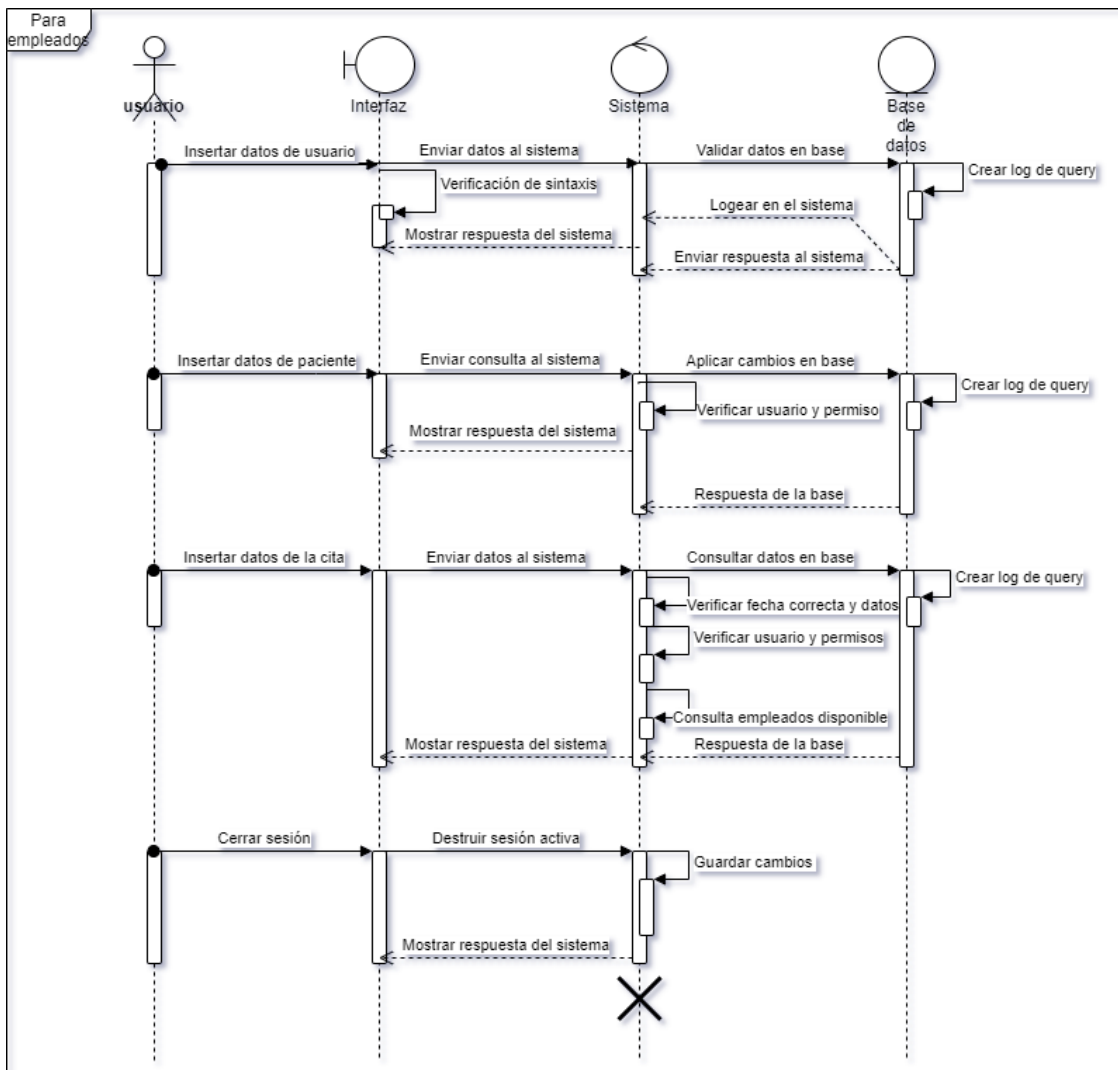 Para
empleados
usuario
Interfaz
Sistema
Base
de
datos
Insertar datos de usuario
Enviar datos al sistema
Validar datos en base
Crear log de query
Verificación de sintaxis
Logear en el sistema
Mostrar respuesta del sistema
Enviar respuesta al sistema
Insertar datos de paciente
Enviar consulta al sistema
Aplicar cambios en base
Crear log de query
Verificar usuario y permiso
Mostrar respuesta del sistema
Respuesta de la base
Insertar datos de la cita
Enviar datos al sistema
Consultar datos en base
Crear log de query
Verificar fecha correcta y datos
Verificar usuario y permisos
Consulta empleados disponible
Mostar respuesta del sistema
Respuesta de la base
Cerrar sesión
Destruir sesión activa
Guardar cambios
Mostrar respuesta del sistema